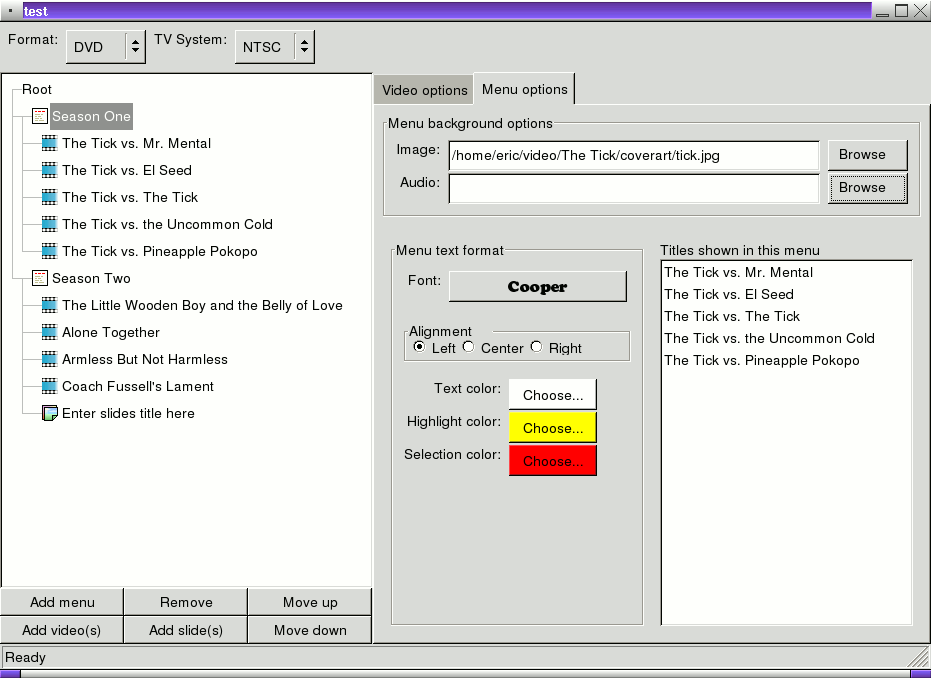 test
Format: DVD TV System: NTSC
Root
Season One
The Tick vs. Mr. Mental
The Tick vs. El Seed
The Tick vs. The Tick
The Tick vs. the Uncommon Cold
The Tick vs. Pineapple Pokopo
Season Two
The Little Wooden Boy and the Belly of Love
Alone Together
Armless But Not Harmless
Coach Fussell's Lament
Enter slides title here
Add menu Remove Move up
Add video(s) Add slide(s) Move down
Video options Menu options
Menu background options
Image: /home/eric/video/The Tick/coverart/tick.jpg Browse
Audio: Browse
Menu text format
Font: Cooper
Alignment
Left Center Right
Text color: Choose...
Highlight color: Choose...
Selection color: Choose...
Titles shown in this menu
The Tick vs. Mr. Mental
The Tick vs. El Seed
The Tick vs. The Tick
The Tick vs. the Uncommon Cold
The Tick vs. Pineapple Pokopo
Ready